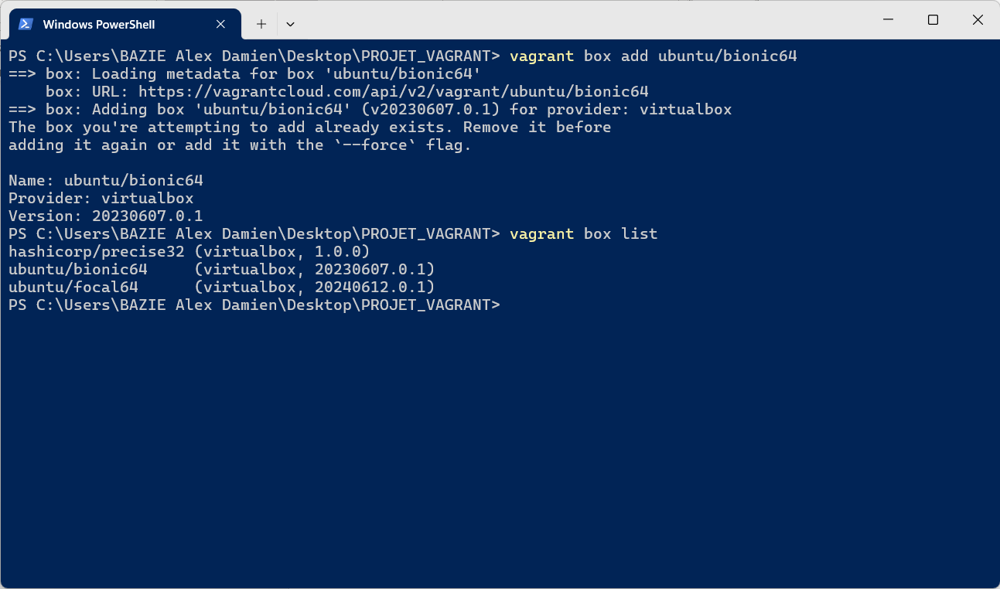 Windows PowerShell
PS C:\Users\BAZIE Alex Damien\Desktop\PROJET_VAGRANT> vagrant box add ubuntu/bionic64
==> box: Loading metadata for box 'ubuntu/bionic64'
    box: URL: https://vagrantcloud.com/api/v2/vagrant/ubuntu/bionic64
==> box: Adding box 'ubuntu/bionic64' (v20230607.0.1) for provider: virtualbox
The box you're attempting to add already exists. Remove it before
adding it again or add it with the `--force` flag.

Name: ubuntu/bionic64
Provider: virtualbox
Version: 20230607.0.1
PS C:\Users\BAZIE Alex Damien\Desktop\PROJET_VAGRANT> vagrant box list
hashicorp/precise32 (virtualbox, 1.0.0)
ubuntu/bionic64     (virtualbox, 20230607.0.1)
ubuntu/focal64      (virtualbox, 20240612.0.1)
PS C:\Users\BAZIE Alex Damien\Desktop\PROJET_VAGRANT>